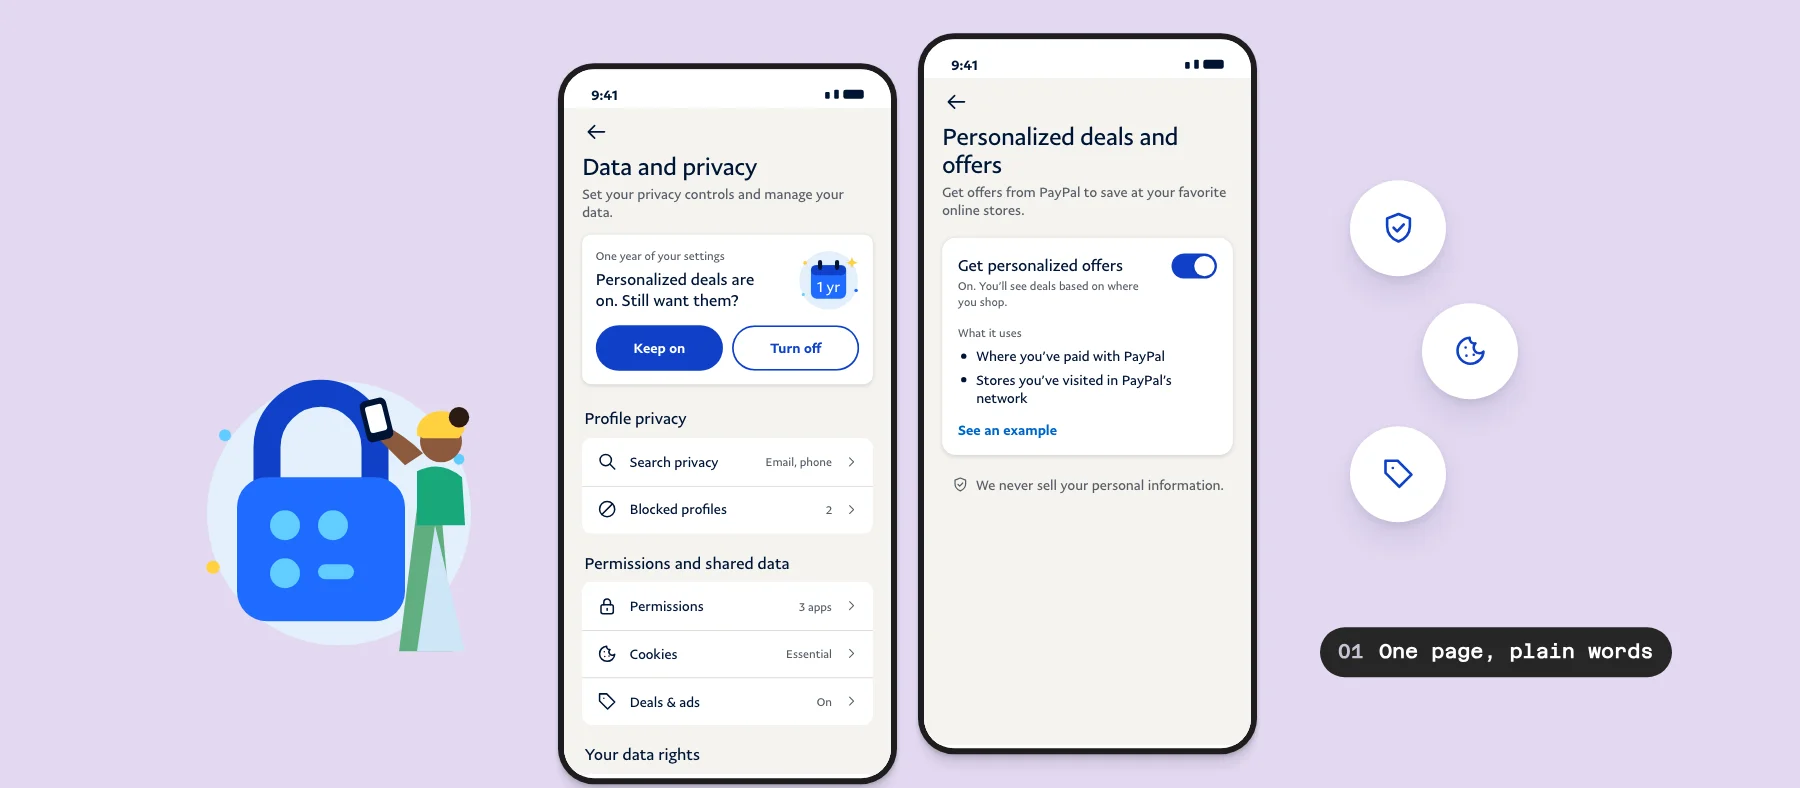 9:41
Data and privacy
Set your privacy controls and manage your
data.
One year of your settings
Personalized deals are
on. Still want them?
1 yr
Keep on
Turn off
Profile privacy
Search privacy
Email, phone
Blocked profiles
2
Permissions and shared data
Permissions
3 apps
Cookies
Essential
Deals & ads
On
Your data rights
9:41
Personalized deals and
offers
Get offers from PayPal to save at your favorite
online stores.
Get personalized offers
On. You’ll see deals based on where
you shop.
What it uses
• Where you’ve paid with PayPal
• Stores you’ve visited in PayPal’s
network
See an example
We never sell your personal information.
01 One page, plain words